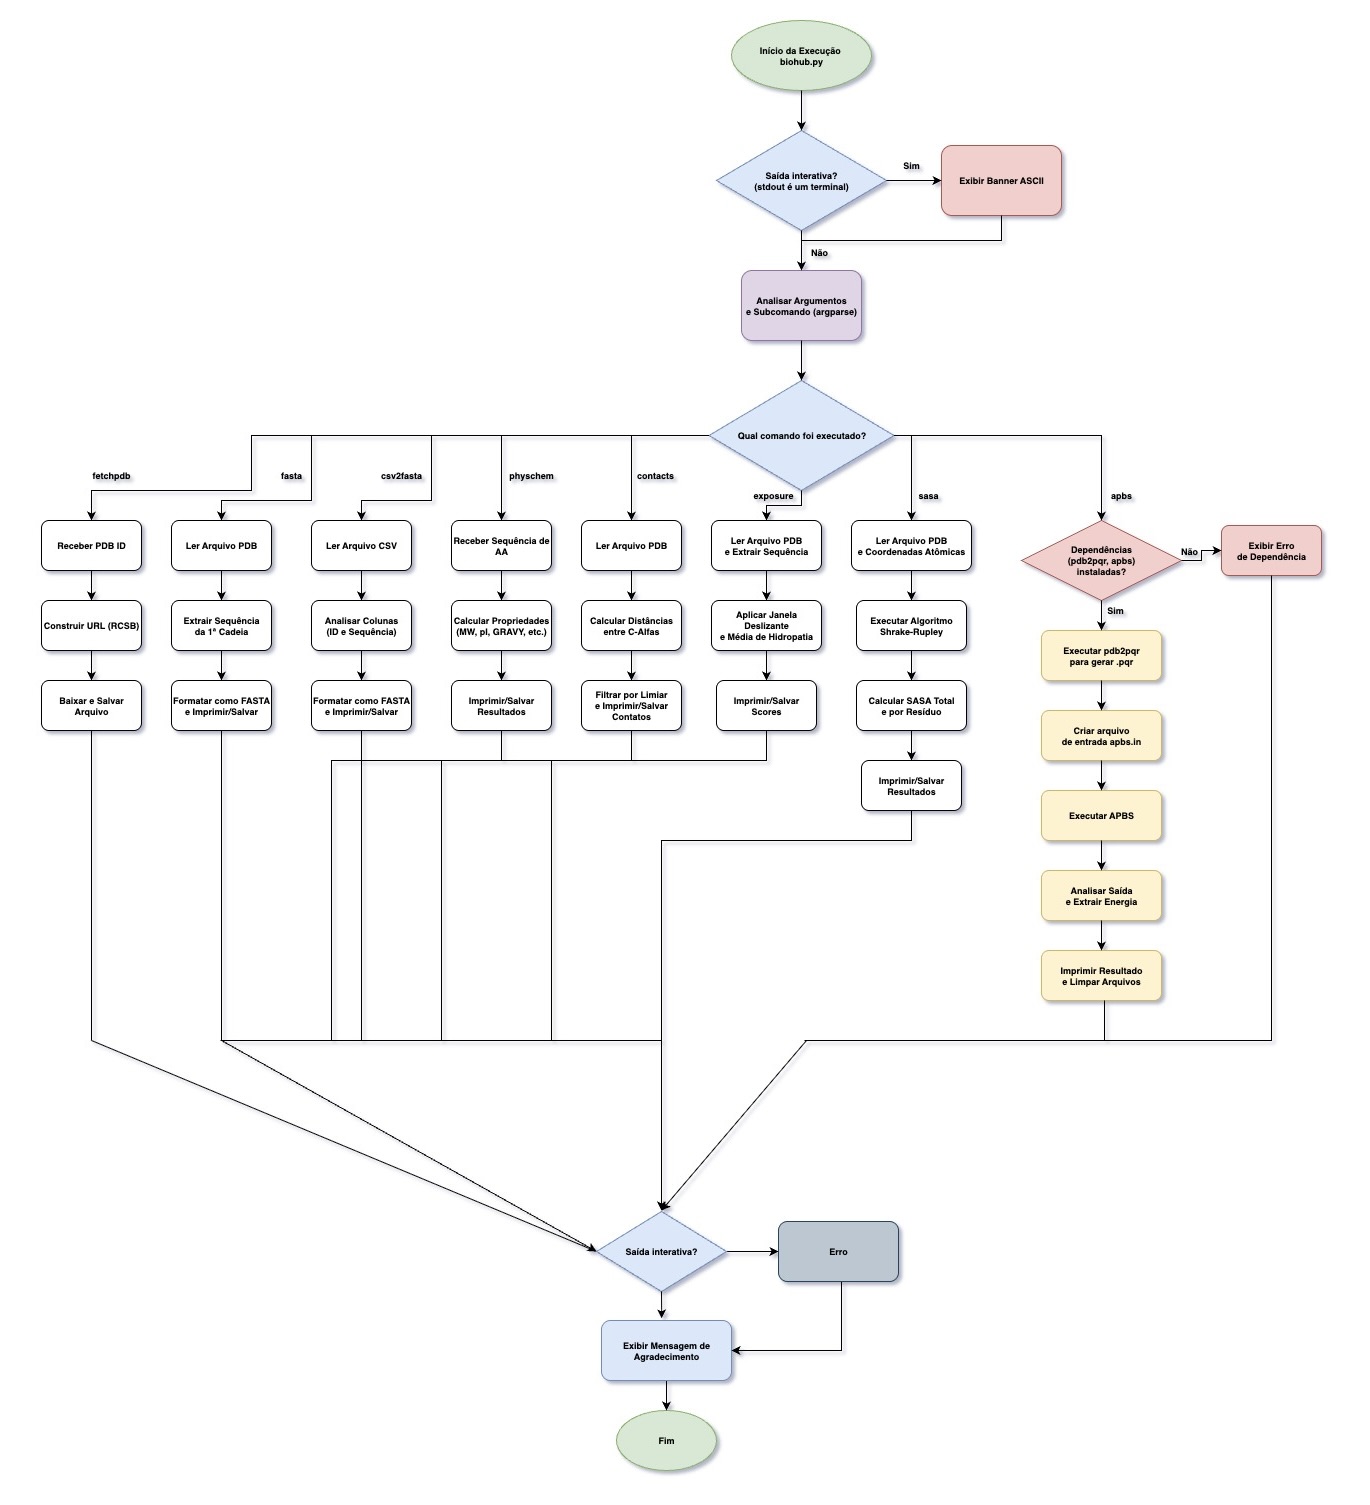 Início da Execução
biohub.py
Saída interativa?
(stdout é um terminal)
Sim
Exibir Banner ASCII
Não
Analisar Argumentos
e Subcomando (argparse)
Qual comando foi executado?
fetchpdb
fasta
csv2fasta
physchem
contacts
exposure
sasa
apbs
Receber PDB ID
Construir URL (RCSB)
Baixar e Salvar
Arquivo
Ler Arquivo PDB
Extrair Sequência
da 1ª Cadeia
Formatar como FASTA
e Imprimir/Salvar
Ler Arquivo CSV
Analisar Colunas
(ID e Sequência)
Formatar como FASTA
e Imprimir/Salvar
Receber Sequência de
AA
Calcular Propriedades
(MW, pI, GRAVY, etc.)
Imprimir/Salvar
Resultados
Ler Arquivo PDB
Calcular Distâncias
entre C-Alfas
Filtrar por Limiar
e Imprimir/Salvar
Contatos
Ler Arquivo PDB
e Extrair Sequência
Aplicar Janela
Deslizante
e Média de Hidropatia
Imprimir/Salvar
Scores
Ler Arquivo PDB
e Coordenadas Atômicas
Executar Algoritmo
Shrake-Rupley
Calcular SASA Total
e por Resíduo
Imprimir/Salvar
Resultados
Dependências
(pdb2pqr, apbs)
instaladas?
Não
Exibir Erro
de Dependência
Sim
Executar pdb2pqr
para gerar .pqr
Criar arquivo
de entrada apbs.in
Executar APBS
Analisar Saída
e Extrair Energia
Imprimir Resultado
e Limpar Arquivos
Saída interativa?
Erro
Exibir Mensagem de
Agradecimento
Fim